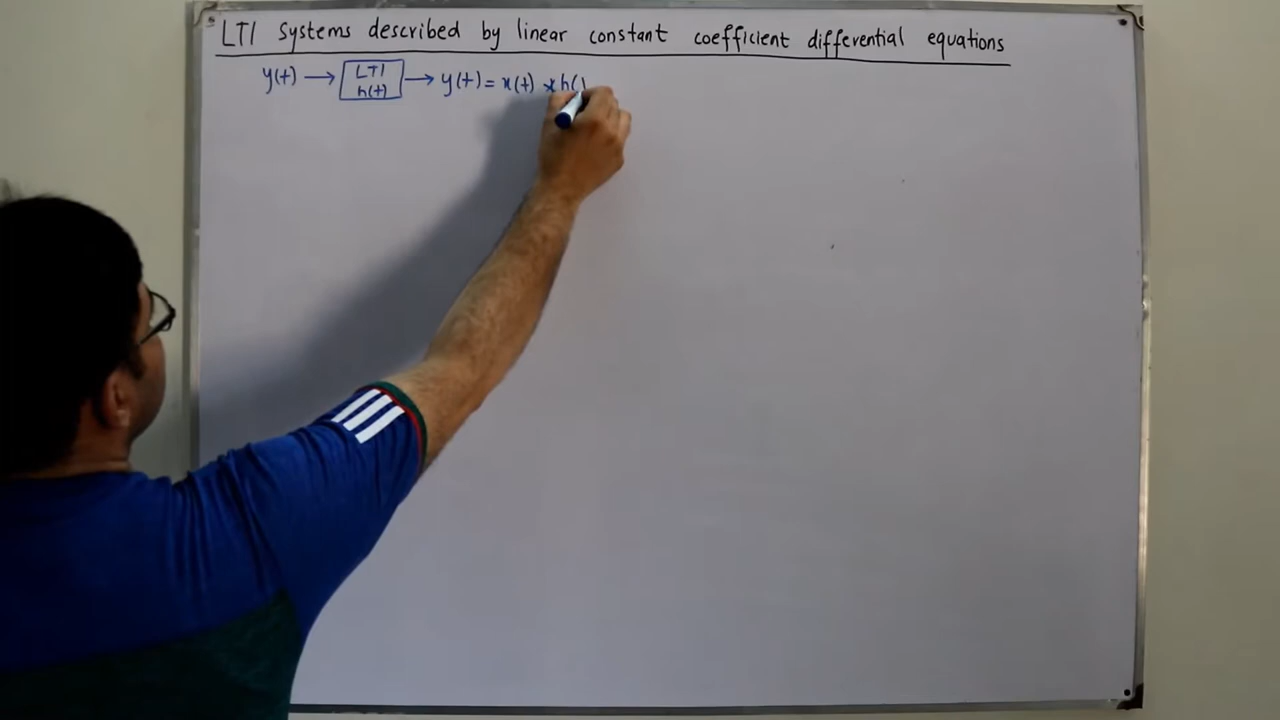 LTI systems described by linear constant coefficient differential equations
y(t) → LTI h(t) → y(t) = x(t) * h(